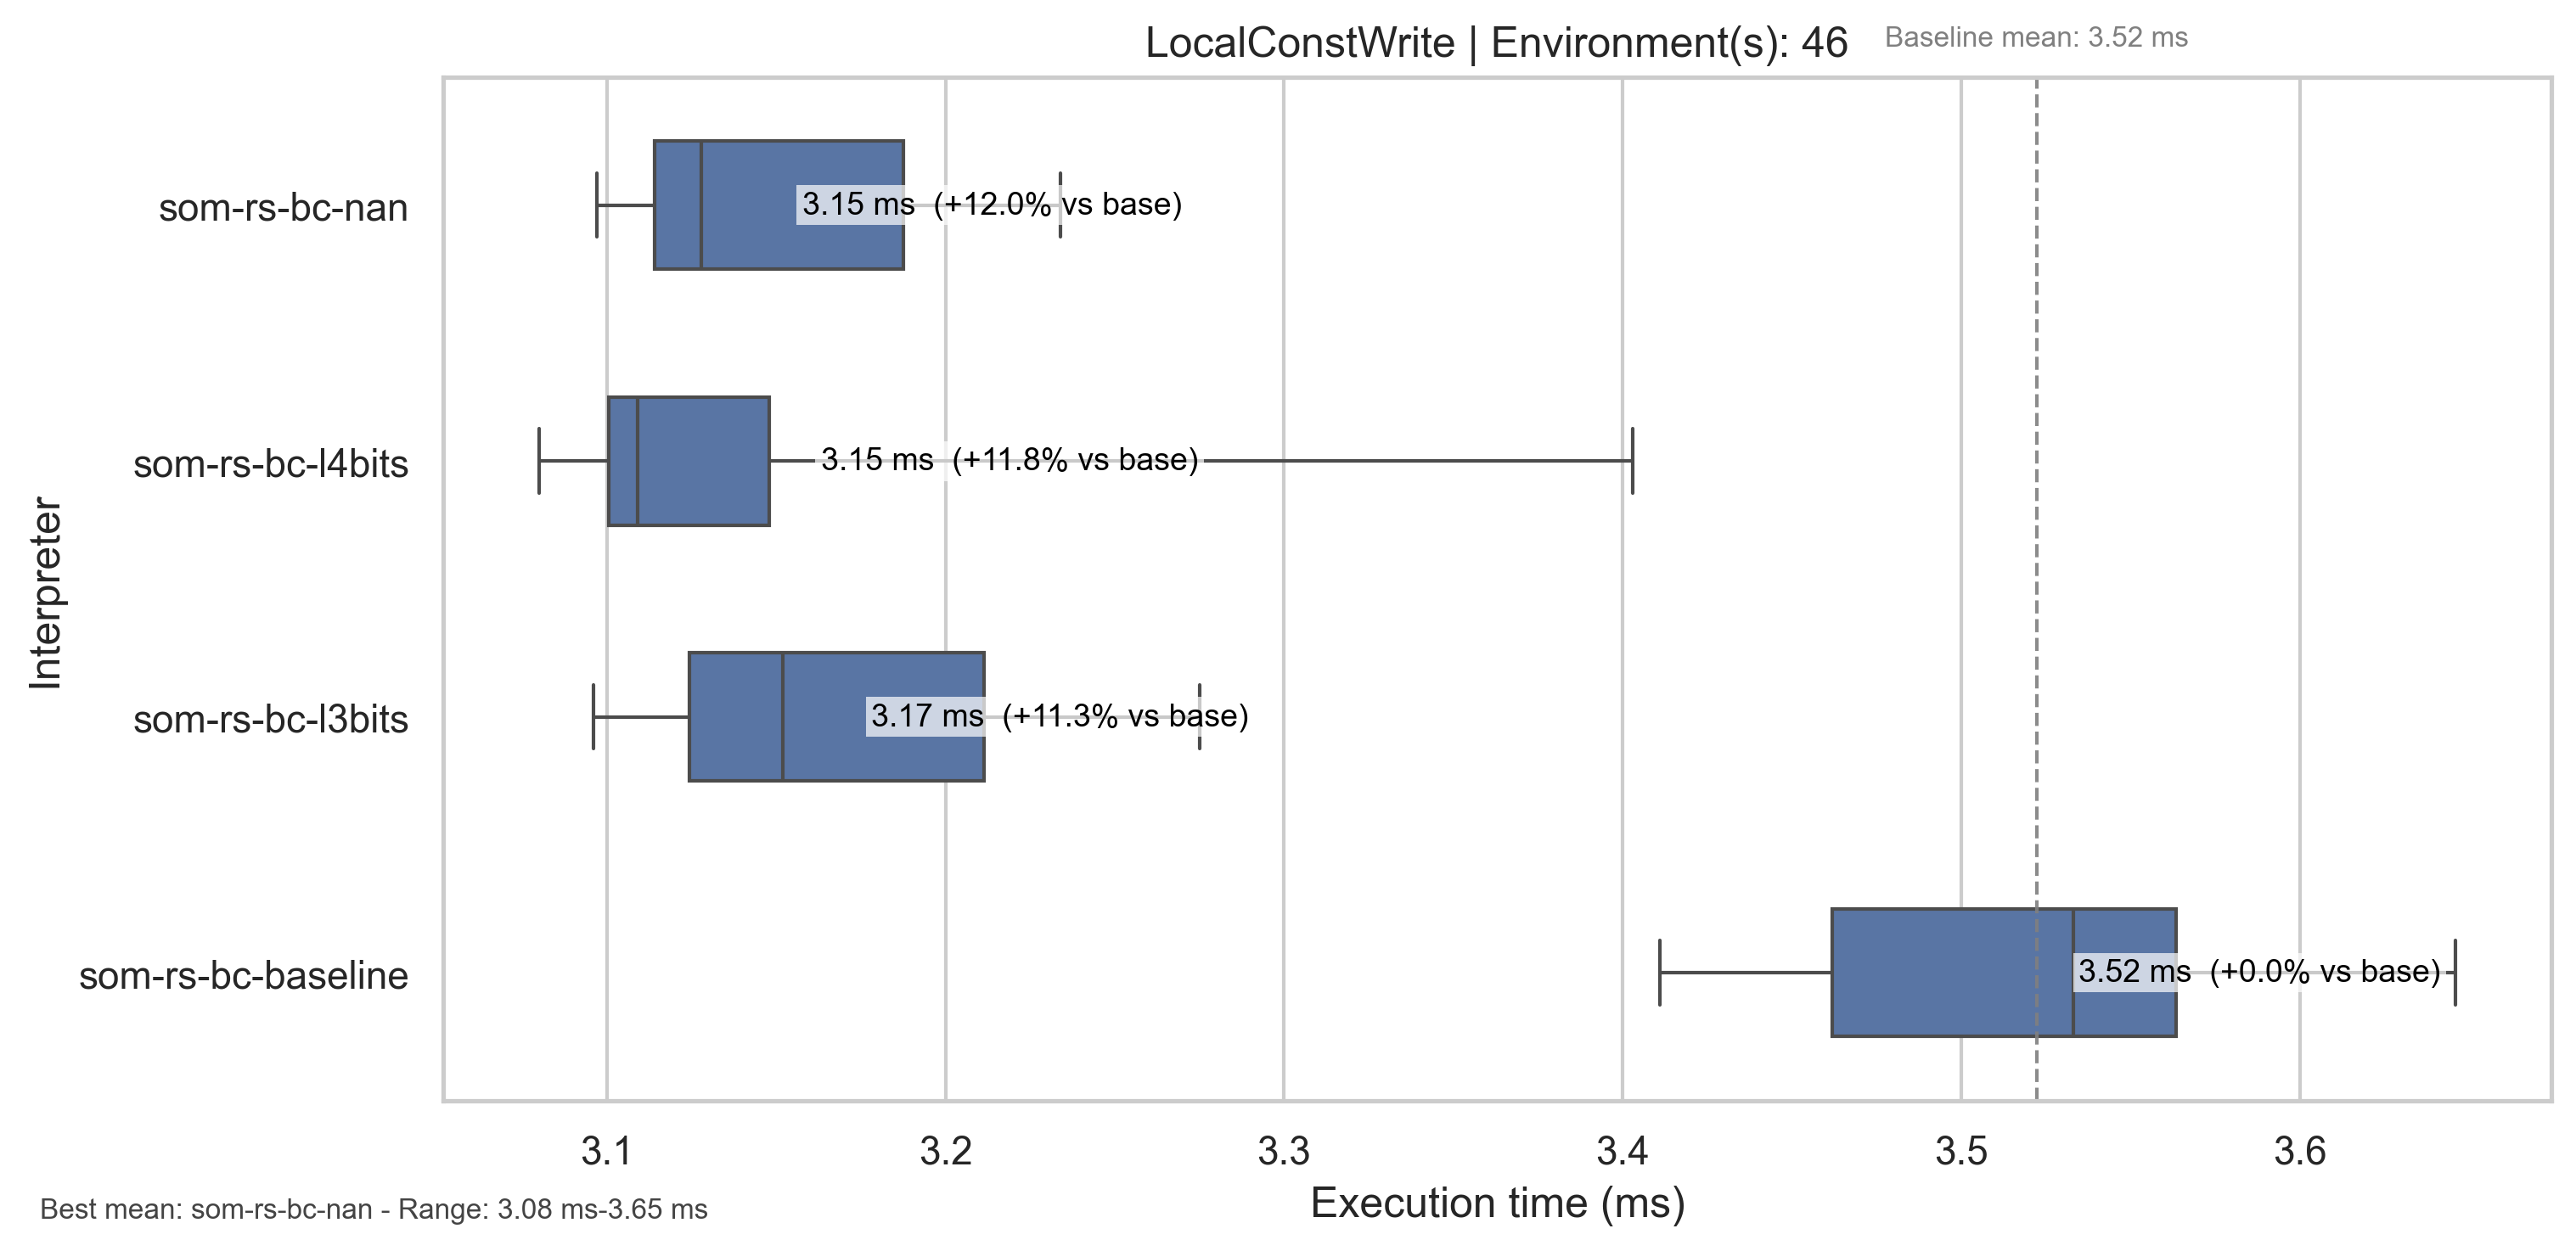 LocalConstWrite | Environment(s): 46
Baseline mean: 3.52 ms
Interpreter
som-rs-bc-nan
3.15 ms (+12.0% vs base)
som-rs-bc-l4bits
3.15 ms (+11.8% vs base)
som-rs-bc-l3bits
3.17 ms (+11.3% vs base)
som-rs-bc-baseline
3.52 ms (+0.0% vs base)
3.1 3.2 3.3 3.4 3.5 3.6
Execution time (ms)
Best mean: som-rs-bc-nan - Range: 3.08 ms-3.65 ms